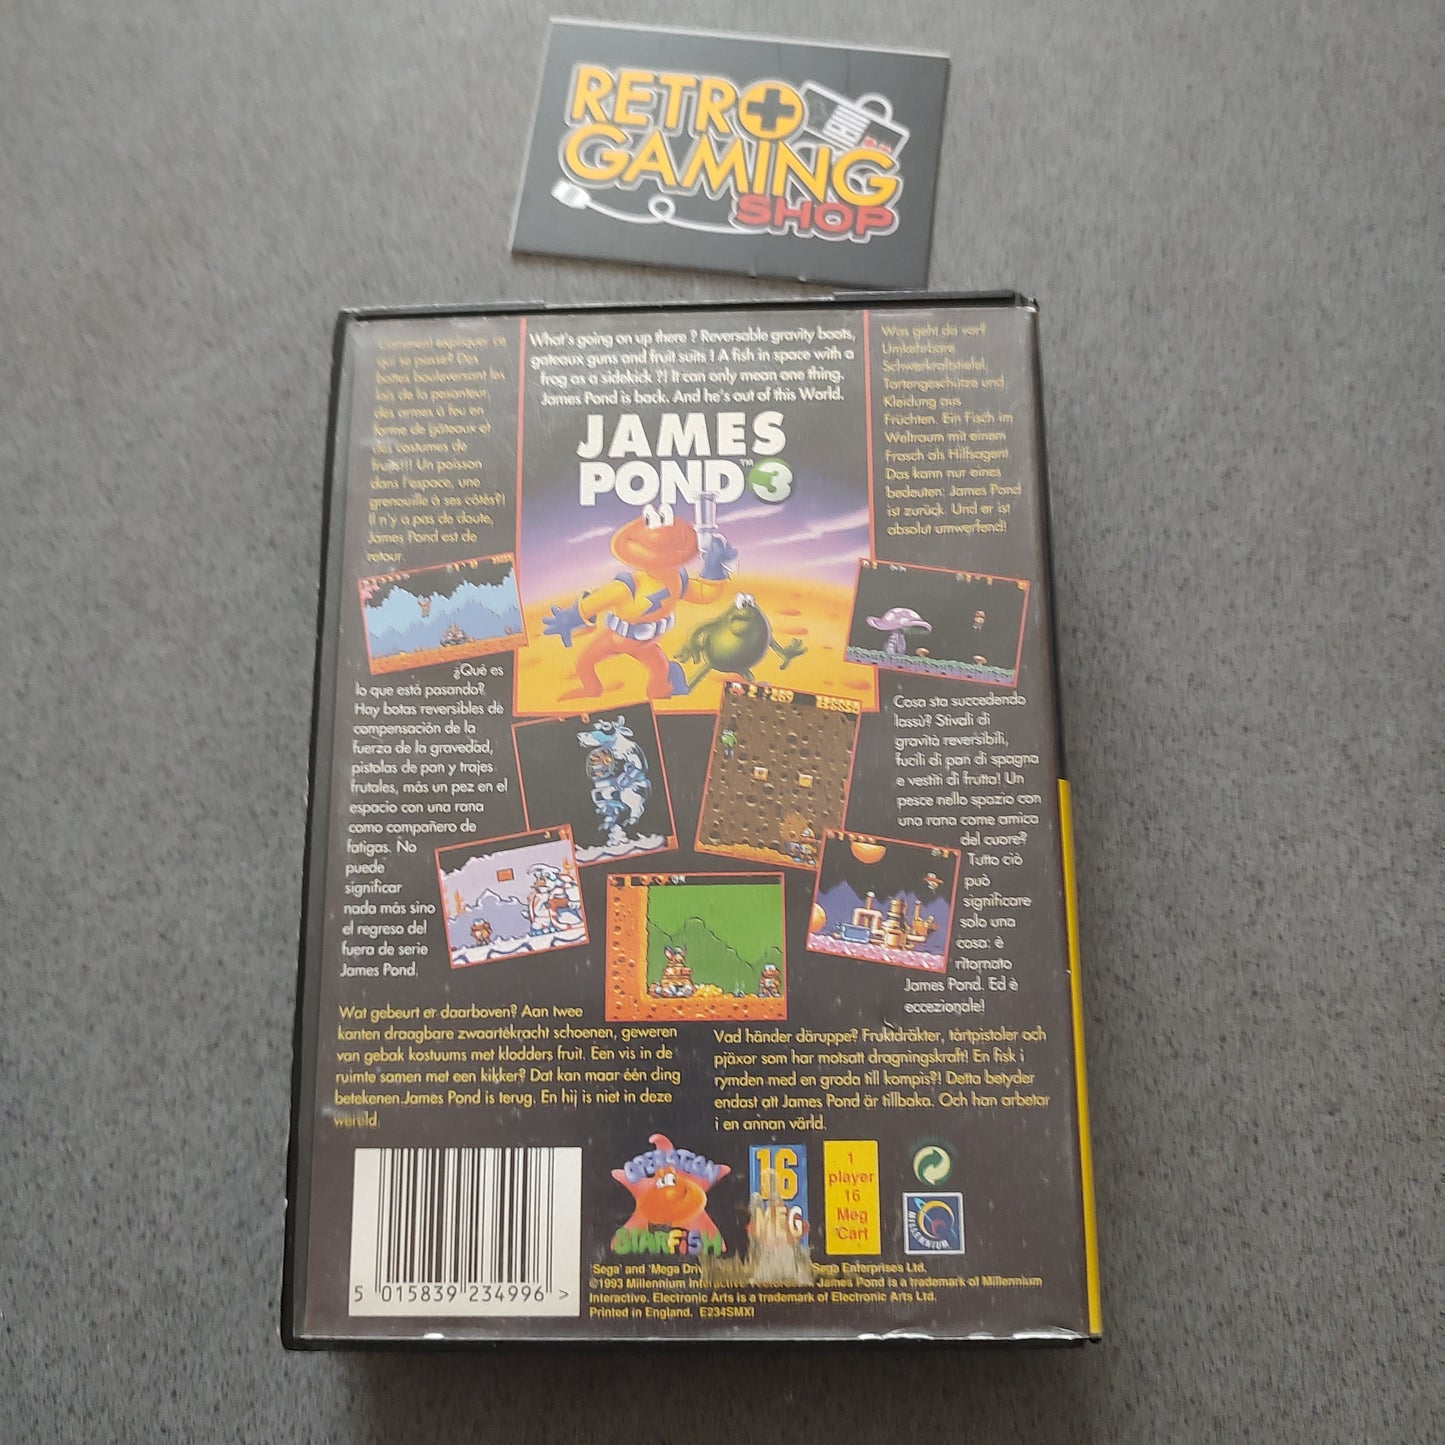 RETRO
GAMING
SHOP
Comment expliquer ce
qui se passe? Des
bottes bouleversant les
lois de la pesanteur,
des armes à feu en
forme de gâteaux et
des costumes de
fruits!!! Un poisson
dans l'espace, une
grenouille à ses côtés?!
Il n'y a pas de doute,
James Pond est de
retour.
What's going on up there ? Reversable gravity boots,
gateaux guns and fruit suits ! A fish in space with a
frog as a sidekick ?! It can only mean one thing.
James Pond is back. And he's out of this World.
JAMES
POND™3
Was geht da vor?
Umkehrbare
Schwerkraftstiefel,
Tortengeschütze und
Kleidung aus
Früchten. Ein Fisch im
Weltraum mit einem
Frosch als Hilfsagent.
Das kann nur eines
bedeuten: James Pond
ist zurück. Und er ist
absolut umwerfend!
¿Qué es
lo que está pasando?
Hay botas reversibles de
compensación de la
fuerza de la gravedad,
pistolas de pan y trajes
frutales, más un pez en el
espacio con una rana
como compañero de
fatigas. No
puede
significar
nada más sino
el regreso del
fuera de serie
James Pond.
Cosa sta succedendo
lassù? Stivali di
gravità reversibili,
fucili di pan di spagna
e vestiti di frutta! Un
pesce nello spazio con
una rana come amica
del cuore?
Tutto ciò
può
significare
solo una
cosa: è
ritornato
James Pond. Ed è
eccezionale!
Wat gebeurt er daarboven? Aan twee
kanten draagbare zwaartekracht schoenen, geweren
van gebak kostuums met klodders fruit. Een vis in de
ruimte samen met een kikker? Dat kan maar één ding
betekenen.James Pond is terug. En hij is niet in deze
wereld.
Vad händer däruppe? Fruktdräkter, tårtpistoler och
pjäxor som har motsatt dragningskraft! En fisk i
rymden med en groda till kompis?! Detta betyder
endast att James Pond är tillbaka. Och han arbetar
i en annan värld.
5 015839 234996 >
OPERATION
STARFISH
16
MEG
1
player
16
Meg
Cart
MILLENNIUM
'Sega' and 'Mega Sega Enterprises Ltd.
©1993 Millennium James Pond is a trademark of Millennium
Interactive. Electronic Arts is a trademark of Electronic Arts Ltd.
Printed in England. E234SMXI